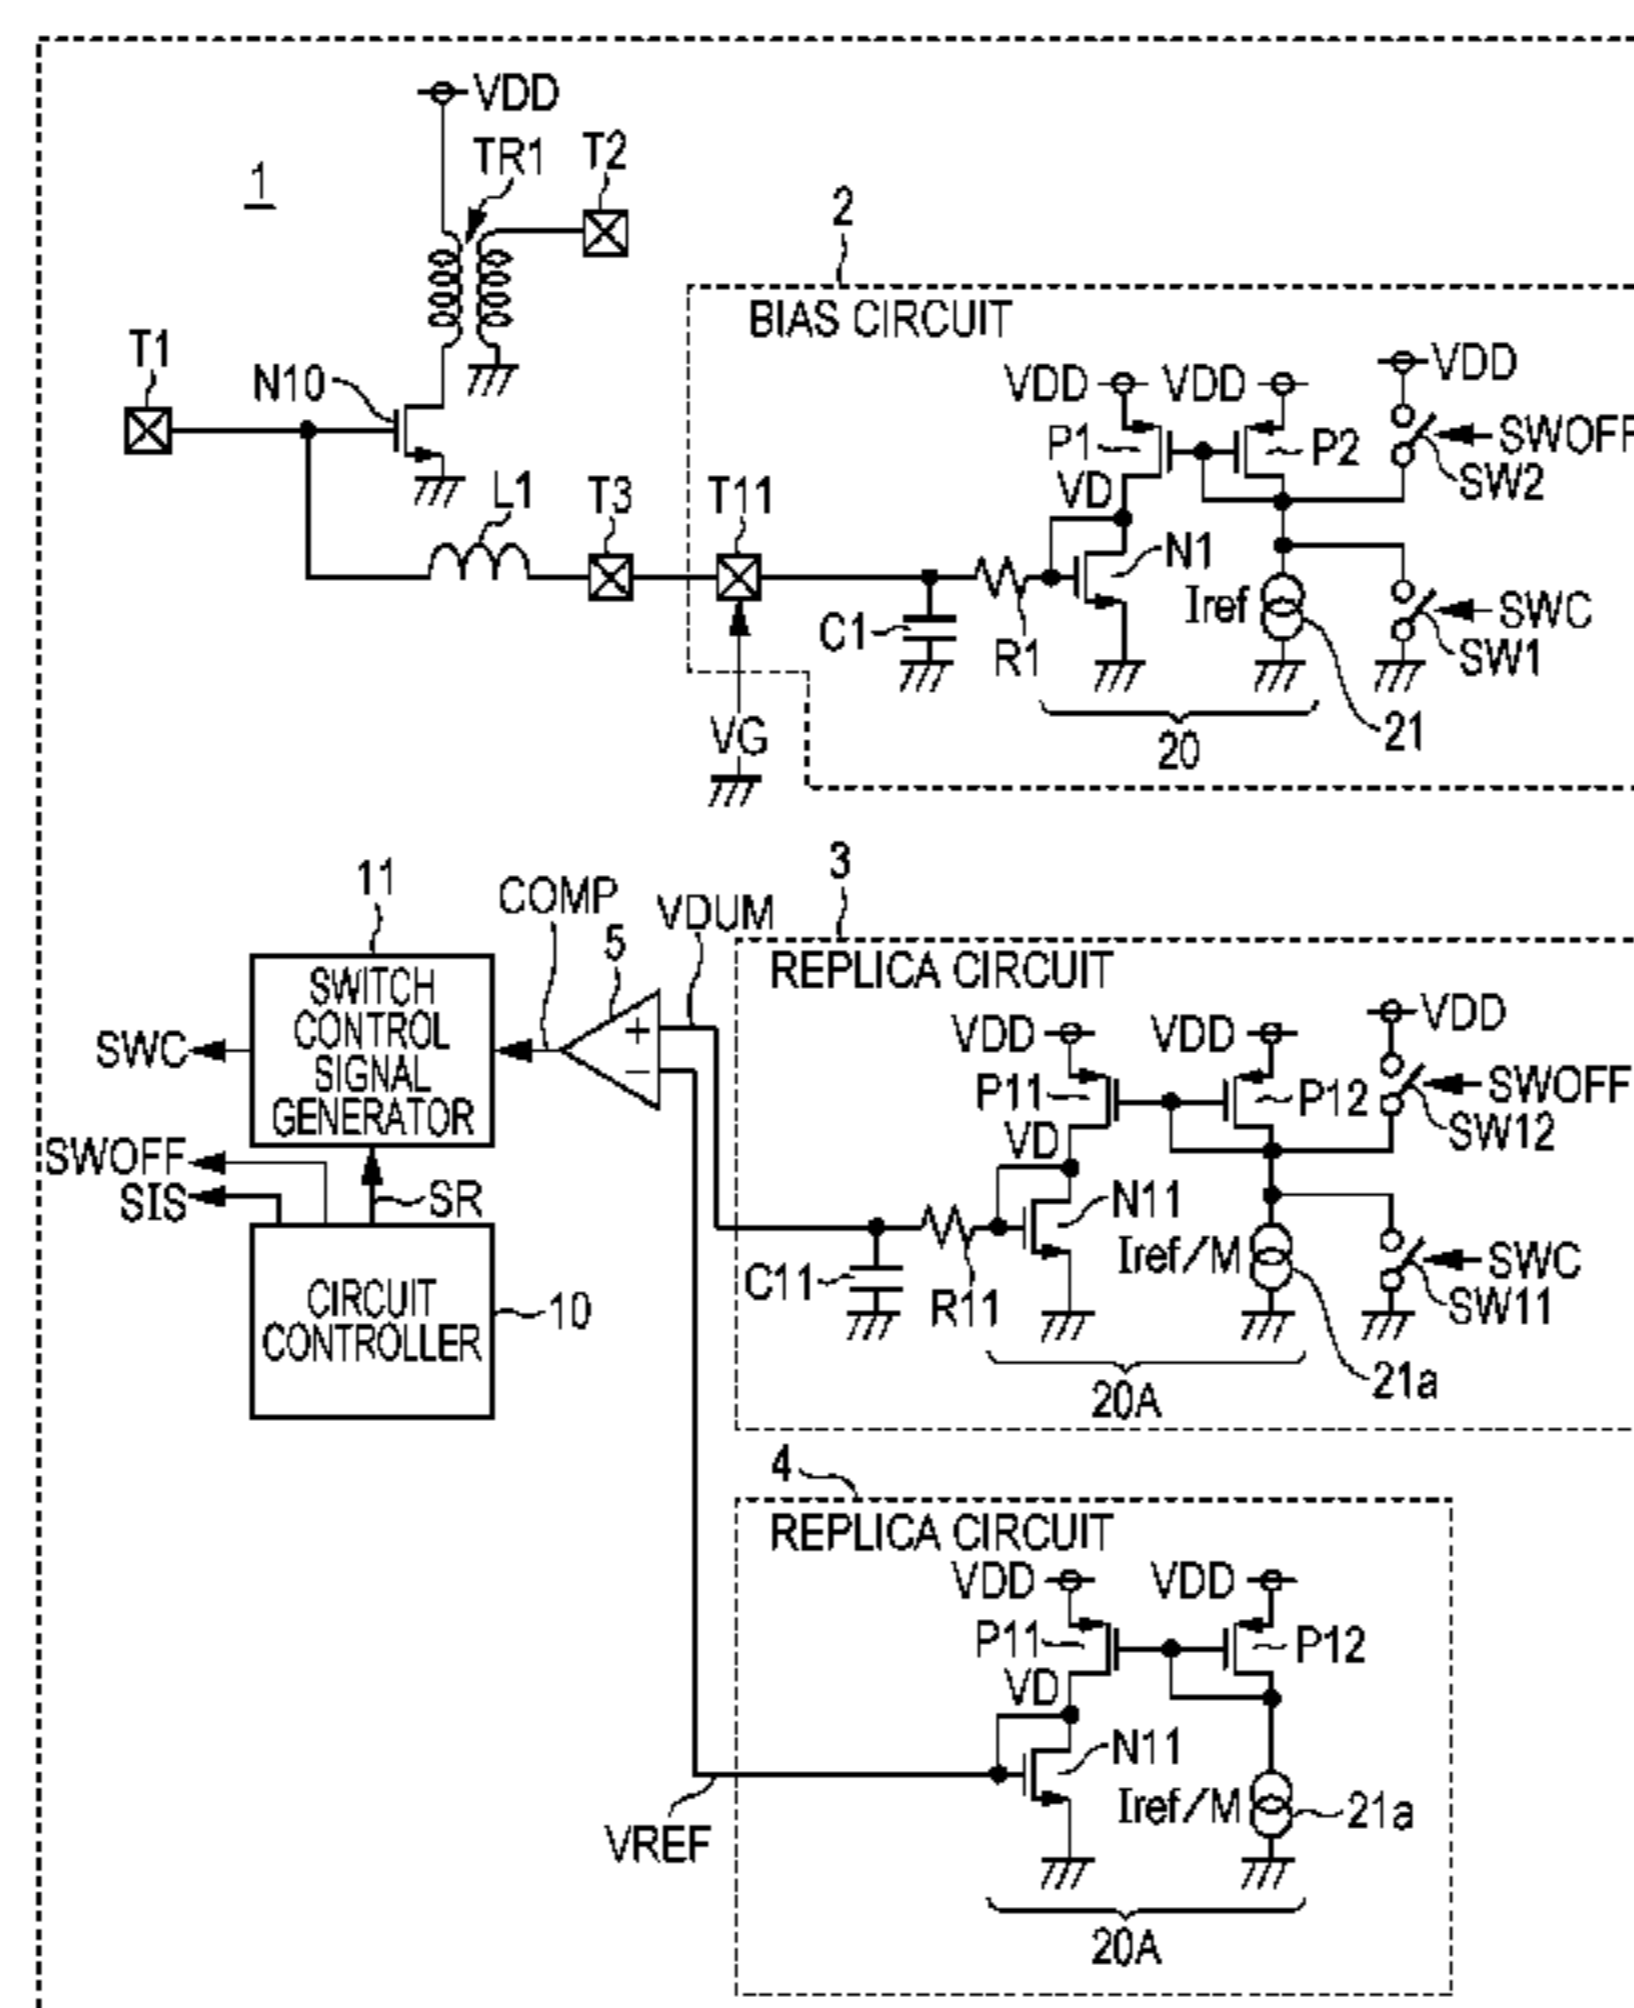 VDD
TR1
T2
1
2
BIAS CIRCUIT
T1
N10
VDD
VDD
VDD
P1
P2
SWOFF
SW2
VD
L1
T3
T11
N1
Iref
SWC
SW1
C1
R1
VG
20
21
3
11
COMP
VDUM
5
REPLICA CIRCUIT
SWITCH
CONTROL
SIGNAL
GENERATOR
+
−
SWC
VDD
VDD
VDD
P11
P12
SWOFF
SW12
VD
SWOFF
SIS
SR
N11
Iref/M
SWC
SW11
C11
R11
CIRCUIT
CONTROLLER
10
20A
21a
4
REPLICA CIRCUIT
VDD
VDD
P11
P12
VD
N11
Iref/M
21a
VREF
20A